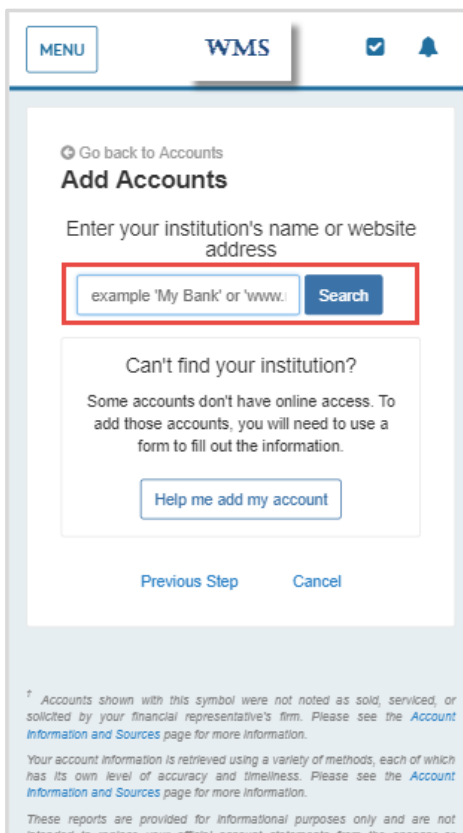 MENU
WMS
Go back to Accounts
Add Accounts
Enter your institution's name or website
address
example 'My Bank' or 'www.
Search
Can't find your institution?
Some accounts don't have online access. To
add those accounts, you will need to use a
form to fill out the information.
Help me add my account
Previous Step Cancel
† Accounts shown with this symbol were not noted as sold, serviced, or
solicited by your financial representative's firm. Please see the Account
Information and Sources page for more information.
Your account information is retrieved using a variety of methods, each of which
has its own level of accuracy and timeliness. Please see the Account
Information and Sources page for more information.
These reports are provided for informational purposes only and are not